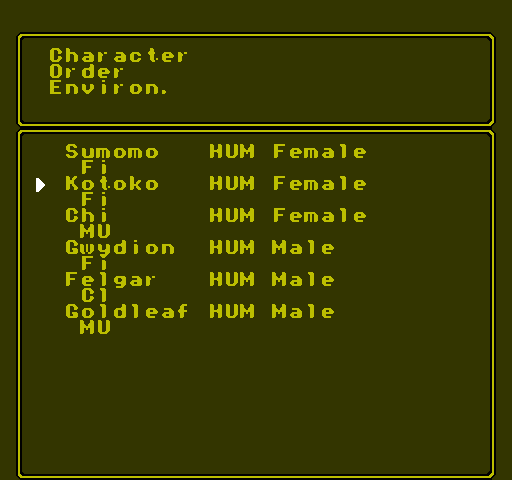 Character
Order
Environ.
Sumomo HUM Female
Fi
Kotoko HUM Female
Fi
Chi HUM Female
MU
Gwydion HUM Male
Fi
Felgar HUM Male
Cl
Goldleaf HUM Male
MU